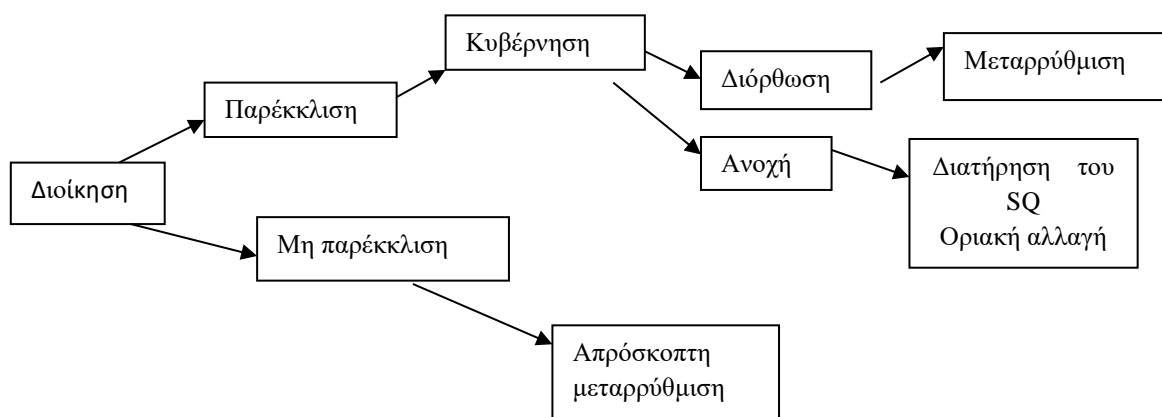 Κυβέρνηση
Μεταρρύθμιση
Διόρθωση
Παρέκκλιση
Ανοχή
Διατήρηση του
SQ
Οριακή αλλαγή
Διοίκηση
Μη παρέκκλιση
Απρόσκοπτη
μεταρρύθμιση